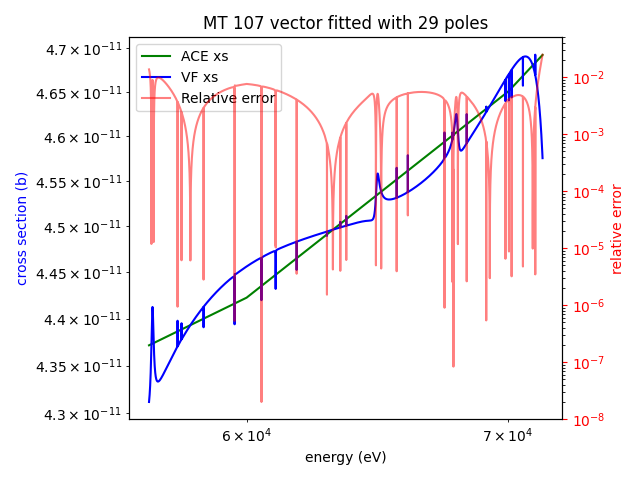 MT 107 vector fitted with 29 poles
ACE xs
VF xs
Relative error
4.7 × 10⁻¹¹
4.65 × 10⁻¹¹
4.6 × 10⁻¹¹
4.55 × 10⁻¹¹
4.5 × 10⁻¹¹
4.45 × 10⁻¹¹
4.4 × 10⁻¹¹
4.35 × 10⁻¹¹
4.3 × 10⁻¹¹
cross section (b)
10⁻²
10⁻³
10⁻⁴
10⁻⁵
10⁻⁶
10⁻⁷
10⁻⁸
relative error
6 × 10⁴
7 × 10⁴
energy (eV)